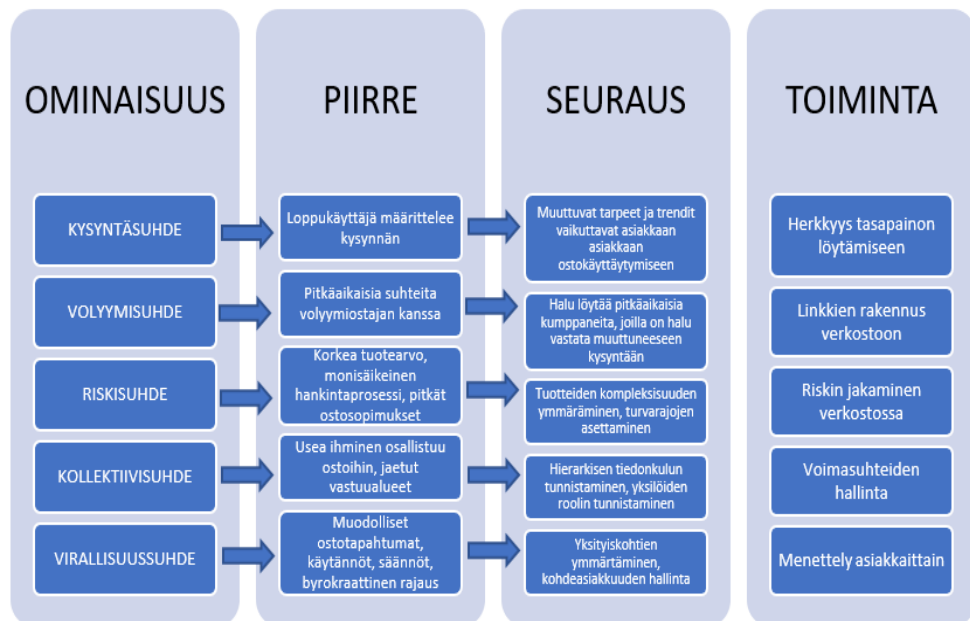 OMINAISUUS
PIIRRE
SEURAUS
TOIMINTA
KYSYNTÄSUHDE
Loppukäyttäjä määrittelee
kysynnän
Muuttuvat tarpeet ja trendit
vaikuttavat asiakkaan
asiakkaan
ostokäyttäytymiseen
Herkkyys tasapainon
löytämiseen
VOLYYMISUHDE
Pitkäaikaisia suhteita
volyymiostajan kanssa
Halu löytää pitkäaikaisia
kumppaneita, joilla on halu
vastata muuttuneeseen
kysyntään
Linkkien rakennus
verkostoon
RISKISUHDE
Korkea tuotearvo,
monisäikeinen
hankintaprosessi, pitkät
ostosopimukset
Tuotteiden kompleksisuuden
ymmäräminen, turvarajojen
asettaminen
Riskin jakaminen
verkostossa
KOLLEKTIIVISUHDE
Usea ihminen osallistuu
ostoihin, jaetut
vastuualueet
Hierarkisen tiedonkulun
tunnistaminen, yksilöiden
roolin tunnistaminen
Voimasuhteiden
hallinta
VIRALLISUUSSUHDE
Muodolliset
ostotapahtumat,
käytännöt, säännöt,
byrokraattinen rajaus
Yksityiskohtien
ymmärtäminen,
kohdeasiakkuuden hallinta
Menettely asiakkaittain